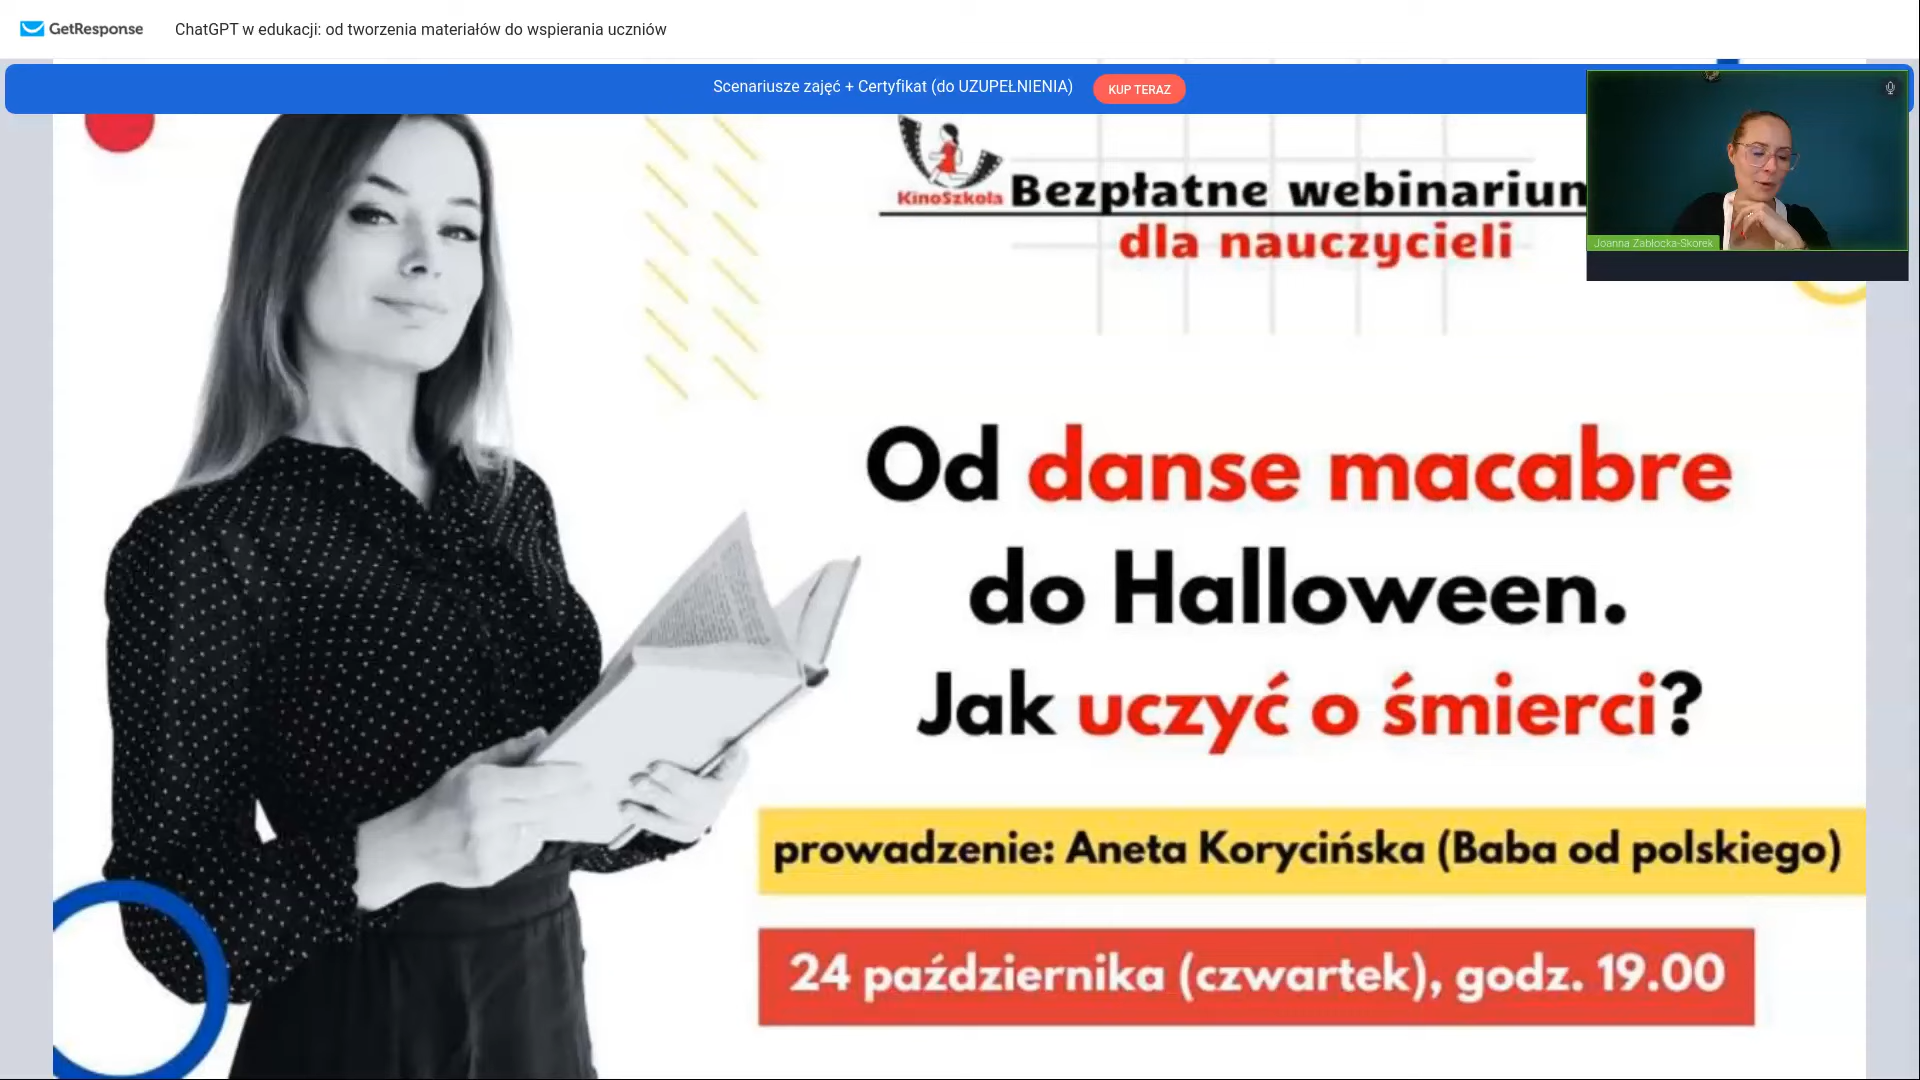 GetResponse
ChatGPT w edukacji: od tworzenia materiałów do wspierania uczniów
Scenariusze zajęć + Certyfikat (do UZUPEŁNIENIA)
KUP TERAZ
Joanna Zabłocka-Skorek
KinoSzkoła
Bezpłatne webinarium
dla nauczycieli
Od danse macabre
do Halloween.
Jak uczyć o śmierci?
prowadzenie: Aneta Korycińska (Baba od polskiego)
24 października (czwartek), godz. 19.00